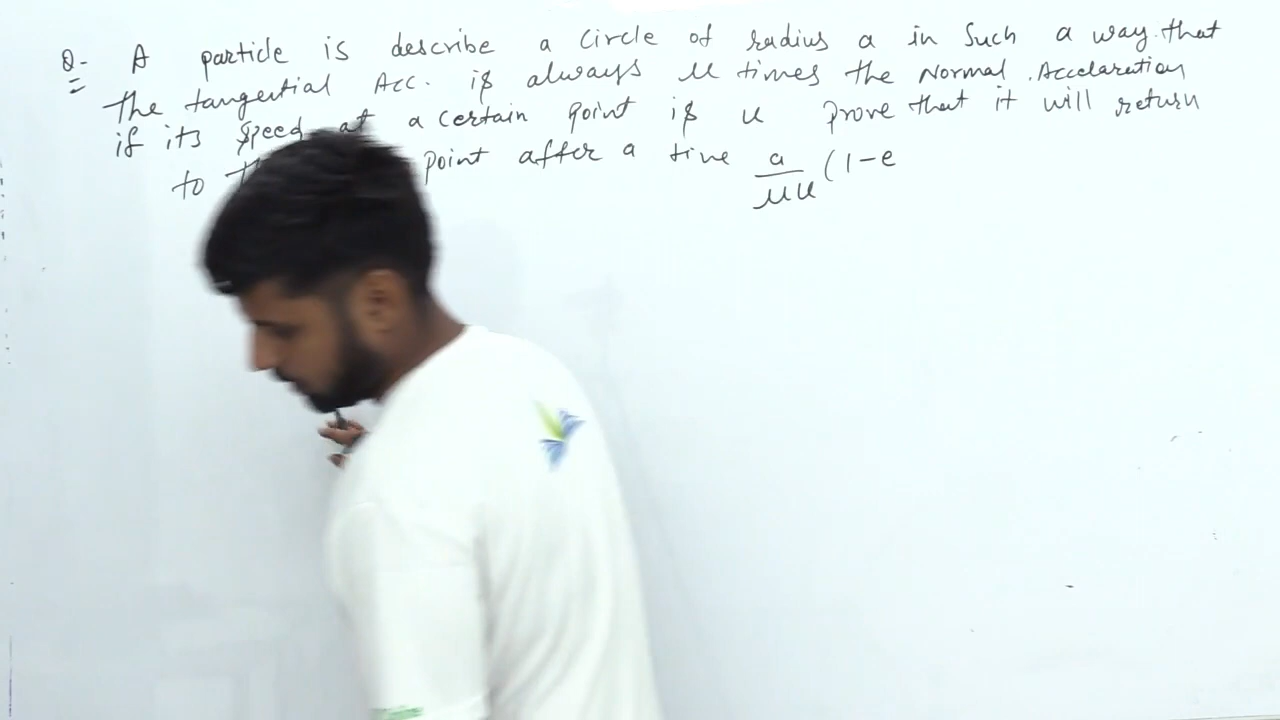 Q- A particle is describe a circle of radius a in such a way that
the tangential Acc. is always μ times the Normal Acclaration
if its speed at a certain point is u prove that it will return
to point after a time a/μu (1-e